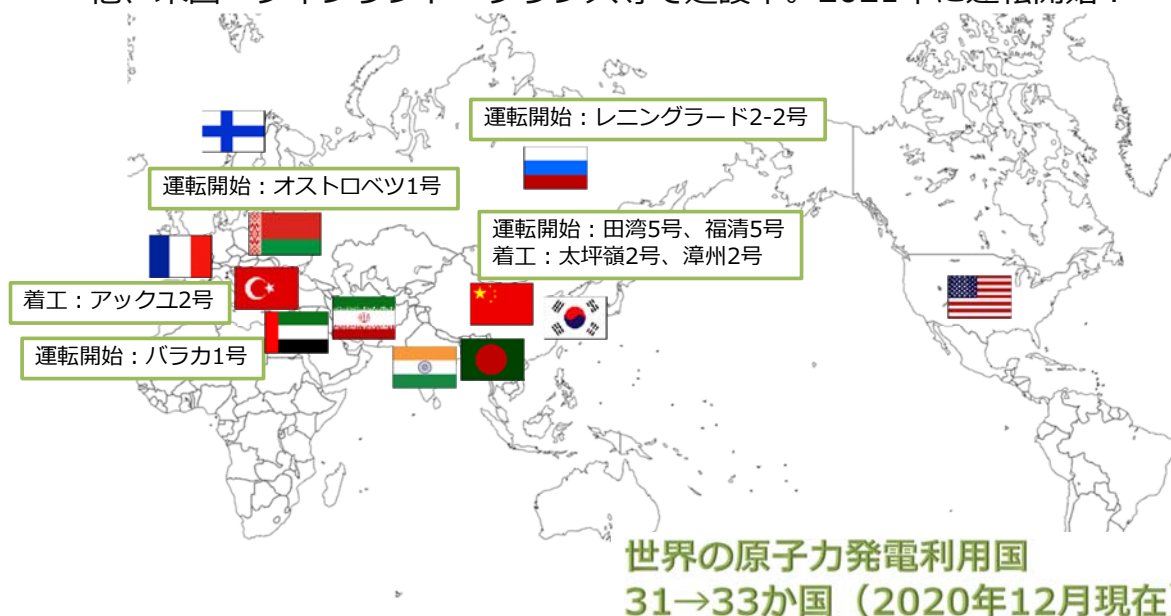 運転開始：レニングラード2-2号
運転開始：オストロベツ1号
運転開始：田湾5号、福清5号
着工：太坪嶺2号、漳州2号
着工：アックユ2号
運転開始：バラカ1号
世界の原子力発電利用国
31→33か国（2020年12月現在